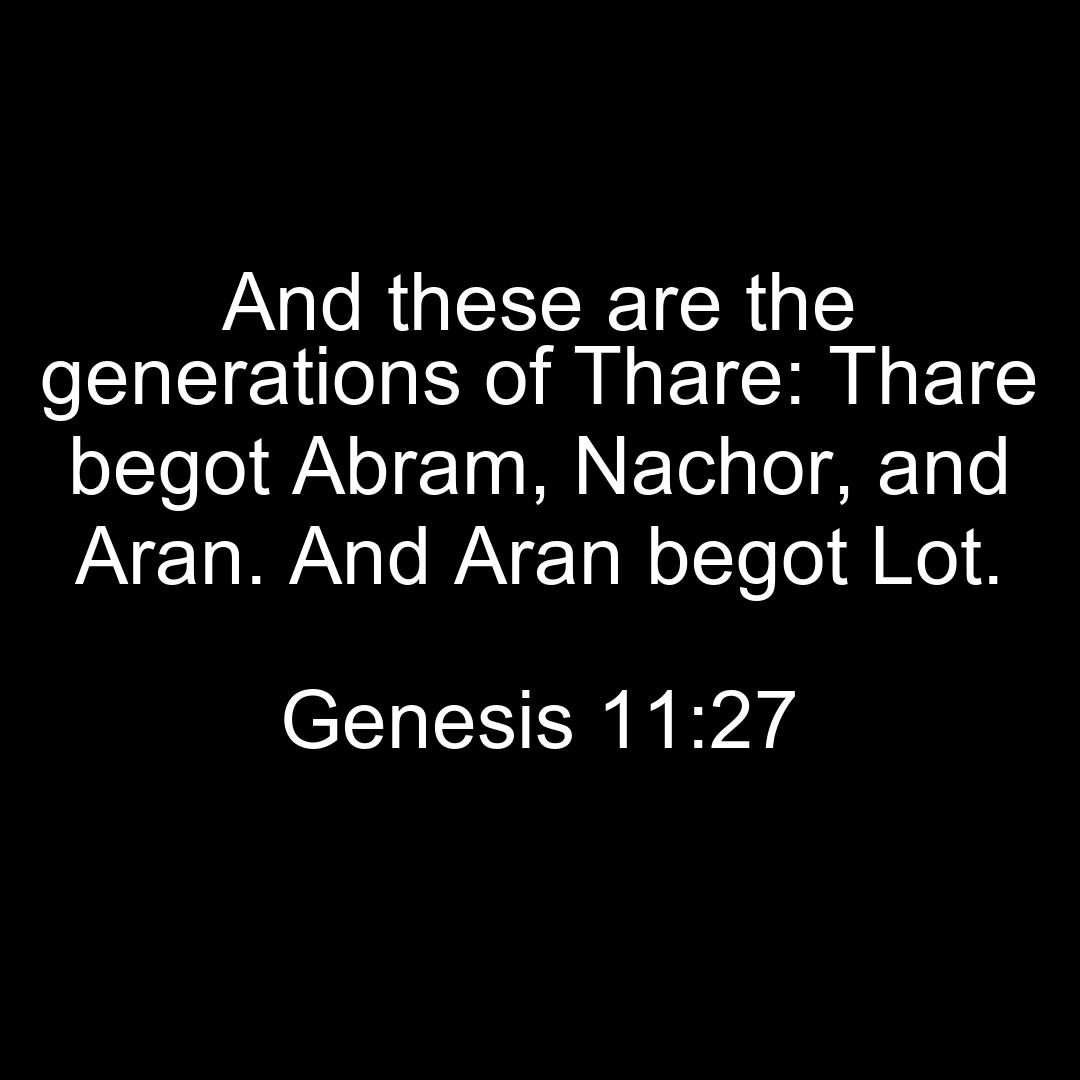 And these are the
generations of Thare: Thare
begot Abram, Nachor, and
Aran. And Aran begot Lot.
Genesis 11:27